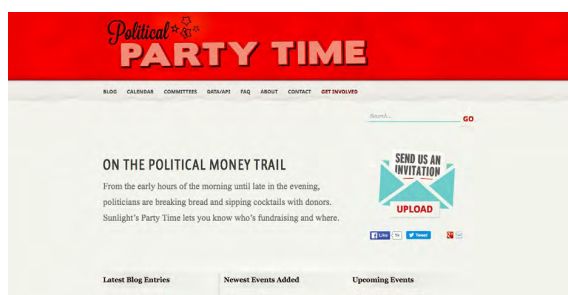 Political
PARTY TIME
BLOG CALENDAR COMMITTEES DATA/API FAQ ABOUT CONTACT GET INVOLVED
Search... GO
SEND US AN
INVITATION
UPLOAD
ON THE POLITICAL MONEY TRAIL
From the early hours of the morning until late in the evening,
politicians are breaking bread and sipping cocktails with donors.
Sunlight's Party Time lets you know who's fundraising and where.
Like Tweet
Latest Blog Entries Newest Events Added Upcoming Events